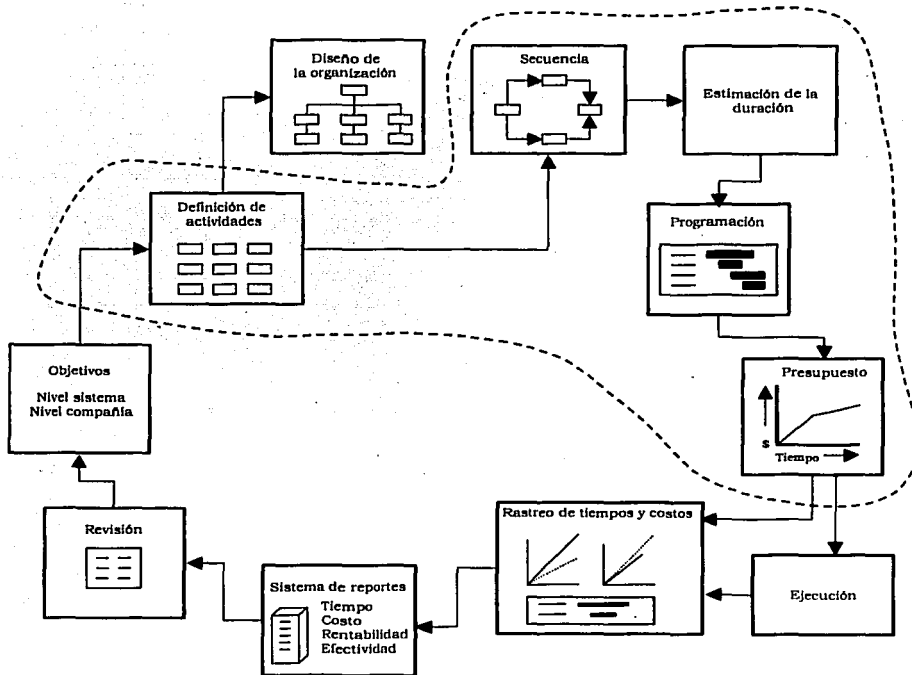 Diseño de
la organización
Secuencia
Estimación de la
duración
Definición de
actividades
Programación
Objetivos
Nivel sistema
Nivel compañia
Presupuesto
$
Tiempo
Revisión
Rastreo de tiempos y costos
Sistema de reportes
Tiempo
Costo
Rentabilidad
Efectividad
Ejecución